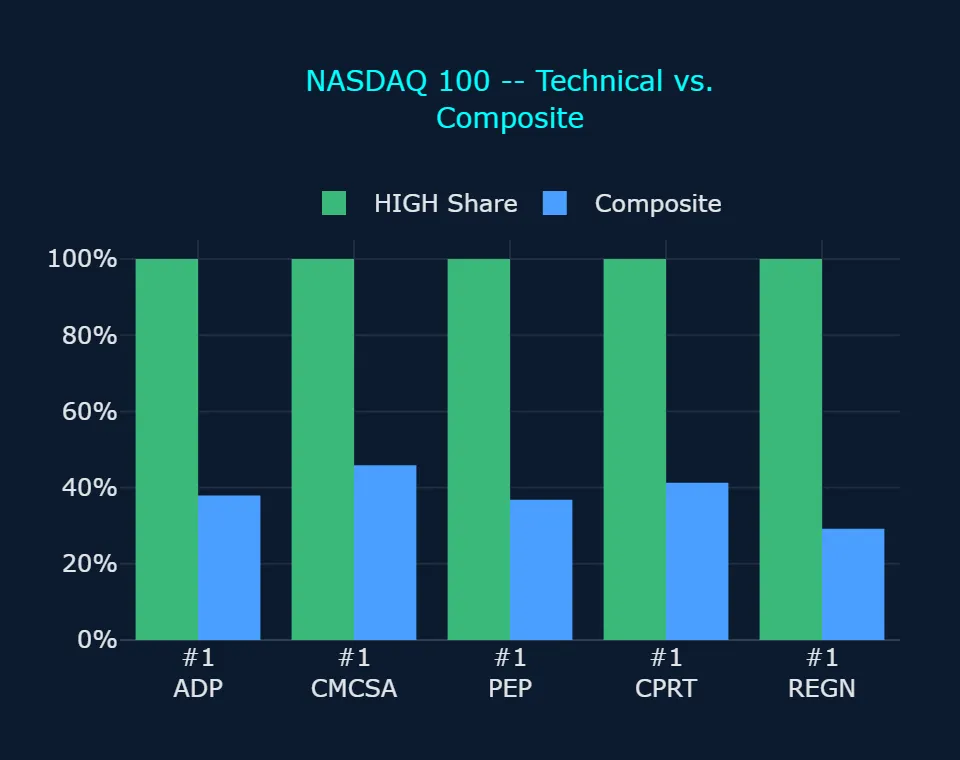 NASDAQ 100 -- Technical vs.
Composite
HIGH Share
Composite
100%
80%
60%
40%
20%
0%
#1
ADP
#1
CMCSA
#1
PEP
#1
CPRT
#1
REGN